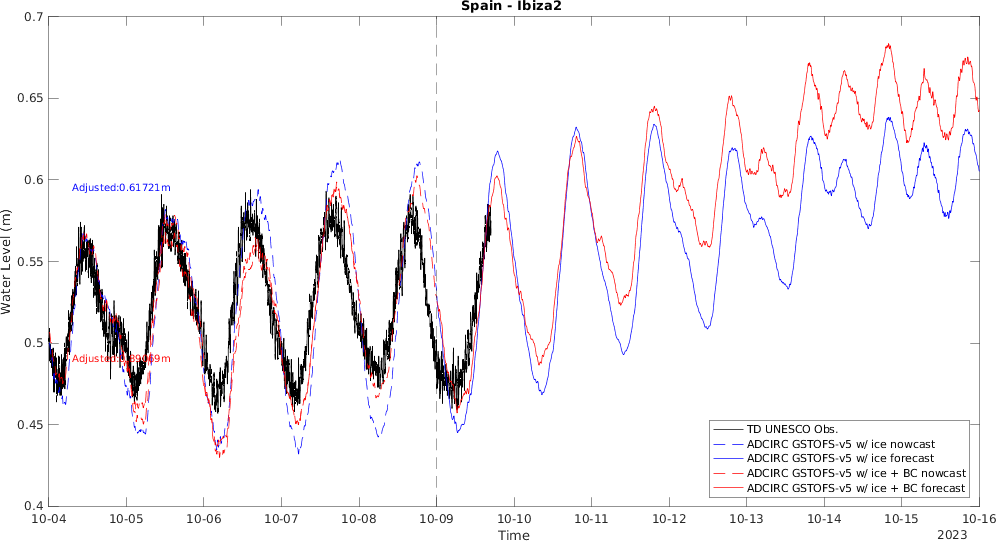 Spain - Ibiza2
Water Level (m)
0.7
0.65
0.6
0.55
0.5
0.45
0.4
Adjusted:0.61721m
10-04 10-05 10-06 10-07 10-08 10-09 10-10 10-11 10-12 10-13 10-14 10-15 10-16
Time
2023
TD UNESCO Obs.
ADCIRC GSTOFS-v5 w/ ice nowcast
ADCIRC GSTOFS-v5 w/ ice forecast
ADCIRC GSTOFS-v5 w/ ice + BC nowcast
ADCIRC GSTOFS-v5 w/ ice + BC forecast